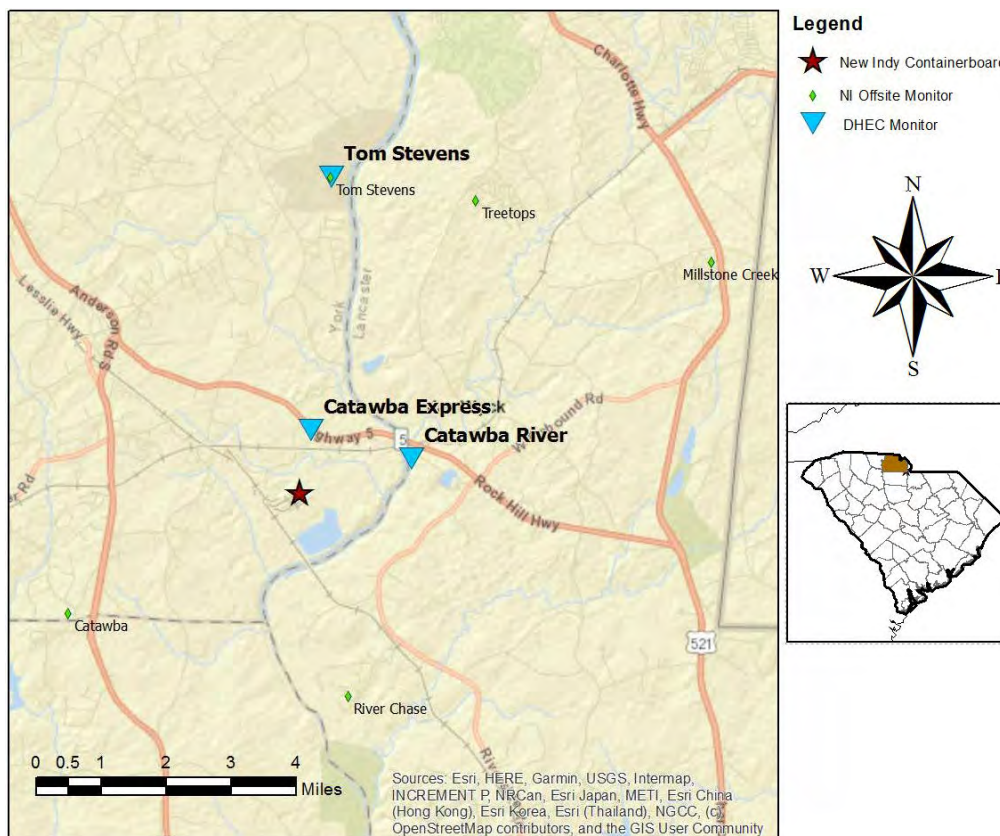 Legend
New Indy Containerboard
NI Offsite Monitor
DHEC Monitor
N
W
S
Charlotte Hwy
Tom Stevens
Tom Stevens
Treetops
Millstone Creek
York
Lancaster
Lesslie Hwy
Anderson Rd S
Catawba Express
Highway 5
5
Catawba River
Rd
Rock Hill Hwy
Rd
521
Catawba
River Chase
0 0.5 1 2 3 4
Miles
Sources: Esri, HERE, Garmin, USGS, Intermap,
INCREMENT P, NRCan, Esri Japan, METI, Esri China
(Hong Kong), Esri Korea, Esri (Thailand), NGCC, (c)
OpenStreetMap contributors, and the GIS User Community